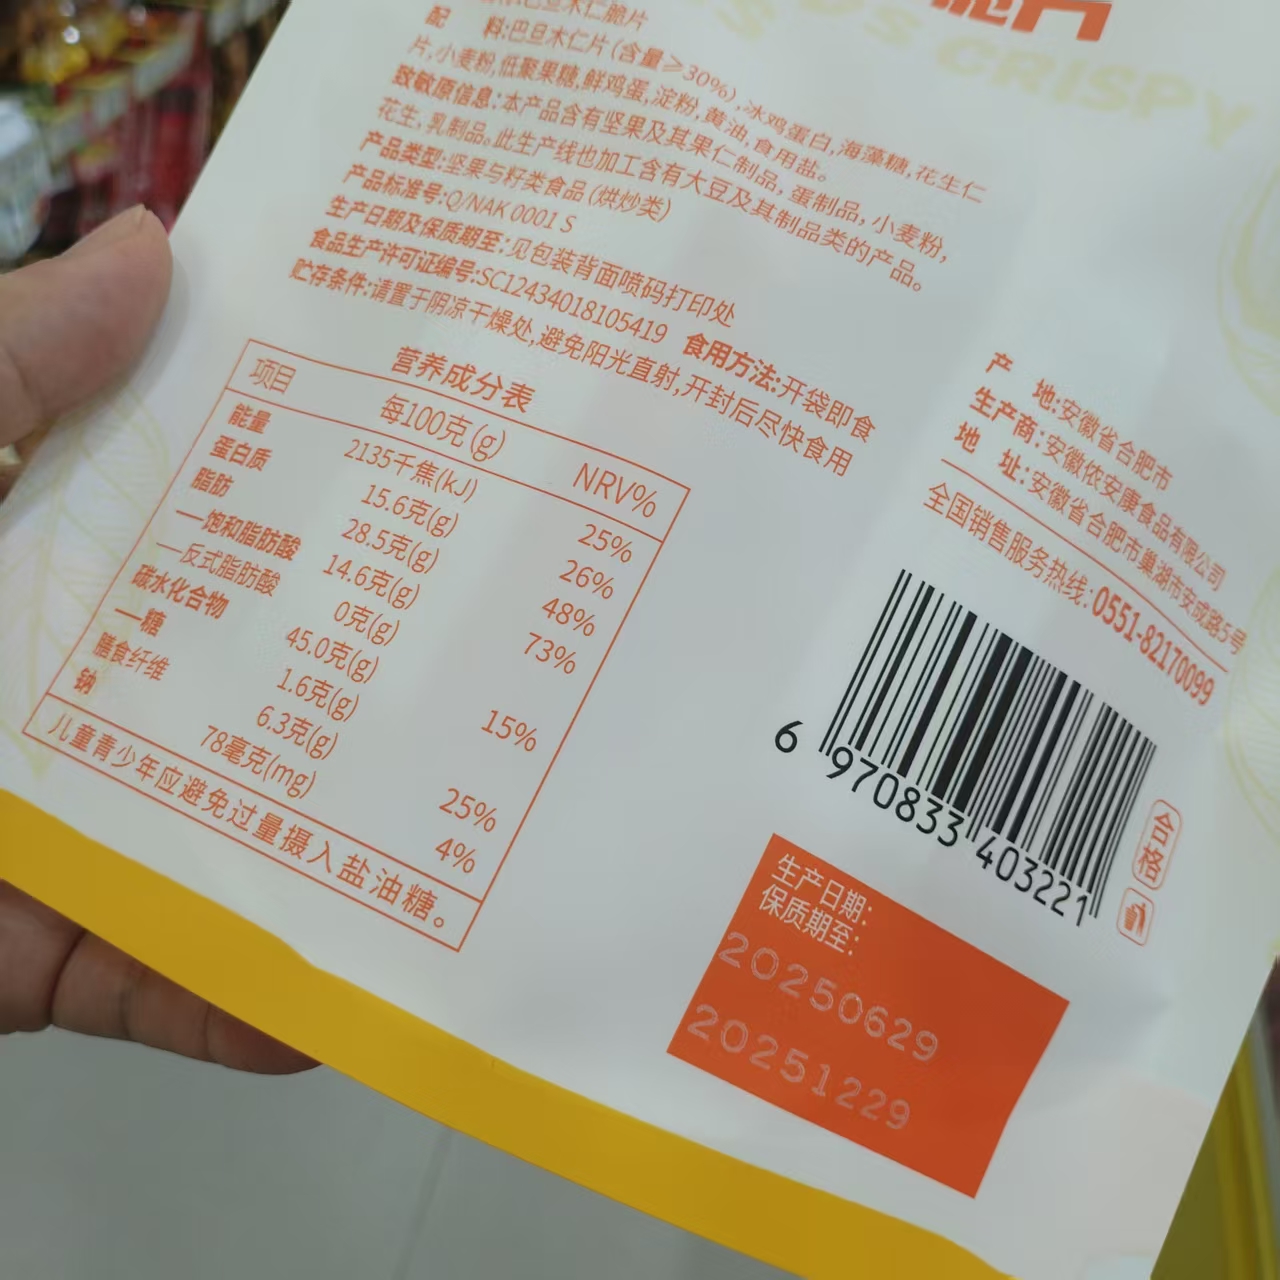 巴旦木仁脆片
CRISPY
配 料:巴旦木仁片(含量≥30%),冰鸡蛋白,海藻糖,花生仁
片,小麦粉,低聚果糖,鲜鸡蛋,淀粉,黄油,食用盐。
致敏原信息:本产品含有坚果及其果仁制品,蛋制品,小麦粉,
花生,乳制品。此生产线也加工含有大豆及其制品类的产品。
产品类型:坚果与籽类食品(烘炒类)
产品标准号:Q/NAK 0001 S
生产日期及保质期至:见包装背面喷码打印处
食品生产许可证编号:SC12434018105419 食用方法:开袋即食
贮存条件:请置于阴凉干燥处,避免阳光直射,开封后尽快食用
营养成分表
项目 每100克(g) NRV%
能量 2135千焦(kJ) 25%
蛋白质 15.6克(g) 26%
脂肪 28.5克(g) 48%
—饱和脂肪酸 14.6克(g) 73%
—反式脂肪酸 0克(g)
碳水化合物 45.0克(g) 15%
—糖 1.6克(g)
膳食纤维 6.3克(g) 25%
钠 78毫克(mg) 4%
儿童青少年应避免过量摄入盐油糖。
产 地:安徽省合肥市
生产商:安徽依安康食品有限公司
地 址:安徽省合肥市巢湖市安成路5号
全国销售服务热线:0551-82170099
6 970833 403221
合格
生产日期:
保质期至:
20250629
20251229